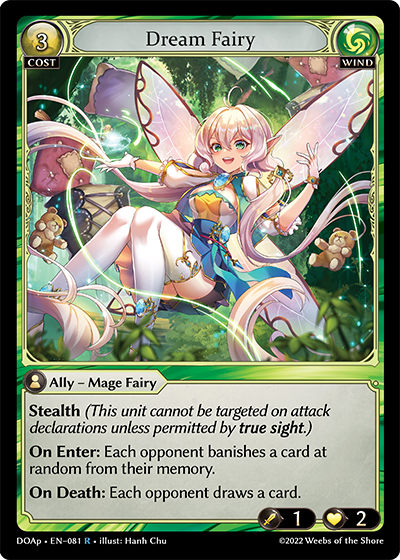 3
Dream Fairy
COST
WIND
Ally – Mage Fairy
Stealth (This unit cannot be targeted on attack
declarations unless permitted by true sight.)
On Enter: Each opponent banishes a card at
random from their memory.
On Death: Each opponent draws a card.
1
2
DOAp • EN-081 R • illust: Hanh Chu
©2022 Weebs of the Shore